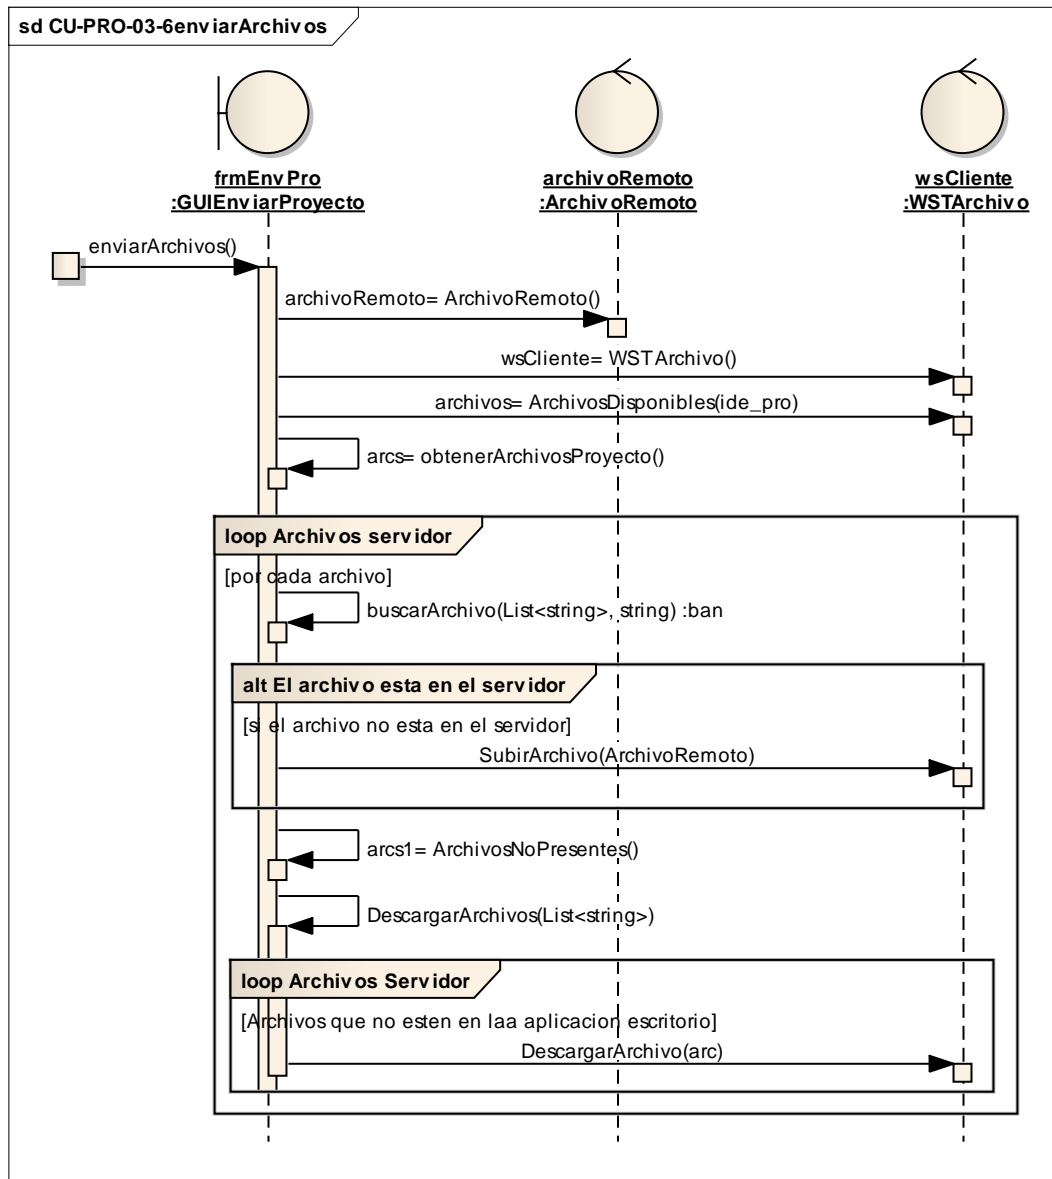 sd CU-PRO-03-6enviarArchivos
frmEnvPro
:GUIEnviarProyecto
archivoRemoto
:ArchivoRemoto
wsCliente
:WSTArchivo
enviarArchivos()
archivoRemoto= ArchivoRemoto()
wsCliente= WSTArchivo()
archivos= ArchivosDisponibles(ide_pro)
arcs= obtenerArchivosProyecto()
loop Archivos servidor
[por cada archivo]
buscarArchivo(List<string>, string) :ban
alt El archivo esta en el servidor
[si el archivo no esta en el servidor]
SubirArchivo(ArchivoRemoto)
arcs1= ArchivosNoPresentes()
DescargarArchivos(List<string>)
loop Archivos Servidor
[Archivos que no esten en laa aplicacion escritorio]
DescargarArchivo(arc)